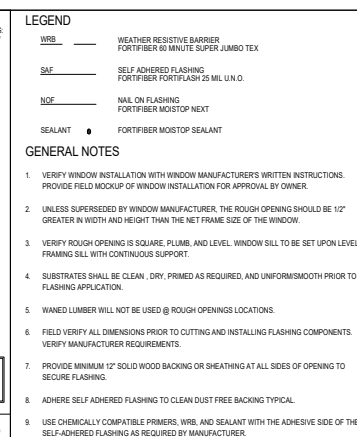 LEGEND
WRB WEATHER RESISTIVE BARRIER
FORTIFIBER 60 MINUTE SUPER JUMBO TEX
SAF SELF ADHERED FLASHING
FORTIFIBER FORTIFLASH 25 MIL U.N.O.
NOF NAIL ON FLASHING
FORTIFIBER MOISTOP NEXT
SEALANT FORTIFIBER MOISTOP SEALANT
GENERAL NOTES
1. VERIFY WINDOW INSTALLATION WITH WINDOW MANUFACTURER'S WRITTEN INSTRUCTIONS.
PROVIDE FIELD MOCKUP OF WINDOW INSTALLATION FOR APPROVAL BY OWNER.
2. UNLESS SUPERSEDED BY WINDOW MANUFACTURER, THE ROUGH OPENING SHOULD BE 1/2"
GREATER IN WIDTH AND HEIGHT THAN THE NET FRAME SIZE OF THE WINDOW.
3. VERIFY ROUGH OPENING IS SQUARE, PLUMB, AND LEVEL. WINDOW SILL TO BE SET UPON LEVEL
FRAMING SILL WITH CONTINUOUS SUPPORT.
4. SUBSTRATES SHALL BE CLEAN , DRY, PRIMED AS REQUIRED, AND UNIFORM/SMOOTH PRIOR TO
FLASHING APPLICATION.
5. WANED LUMBER WILL NOT BE USED @ ROUGH OPENINGS LOCATIONS.
6. FIELD VERIFY ALL DIMENSIONS PRIOR TO CUTTING AND INSTALLING FLASHING COMPONENTS.
VERIFY MANUFACTURER REQUIREMENTS.
7. PROVIDE MINIMUM 12" SOLID WOOD BACKING OR SHEATHING AT ALL SIDES OF OPENING TO
SECURE FLASHING.
8. ADHERE SELF ADHERED FLASHING TO CLEAN DUST FREE BACKING TYPICAL.
9. USE CHEMICALLY COMPATIBLE PRIMERS, WRB, AND SEALANT WITH THE ADHESIVE SIDE OF THE
SELF-ADHERED FLASHING AS REQUIRED BY MANUFACTURER.